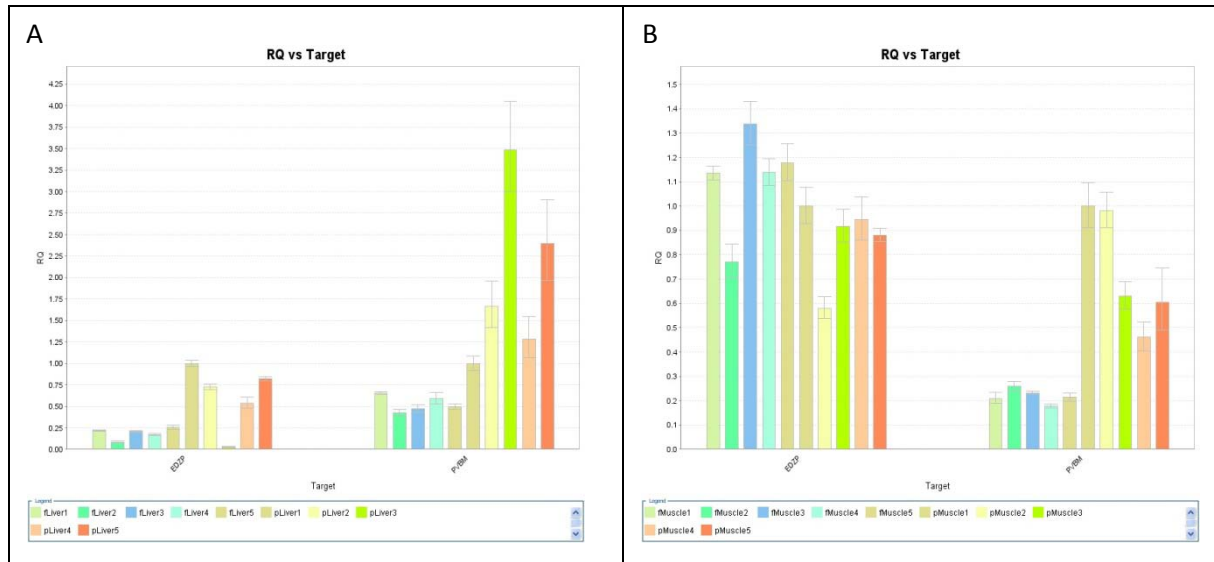 A
RQ vs Target
4.25
4.00
3.75
3.50
3.25
3.00
2.75
2.50
2.25
2.00
1.75
1.50
1.25
1.00
0.75
0.50
0.25
0.00
RQ
EDZP
PVBM
Target
Legend
fLiver1 fLiver2 fLiver3 fLiver4 fLiver5 pLiver1 pLiver2 pLiver3
pLiver4 pLiver5
B
RQ vs Target
1.5
1.4
1.3
1.2
1.1
1.0
0.9
0.8
0.7
0.6
0.5
0.4
0.3
0.2
0.1
0.0
RQ
EDZP
PVBM
Target
Legend
fMuscle1 fMuscle2 fMuscle3 fMuscle4 fMuscle5 pMuscle1 pMuscle2 pMuscle3
pMuscle4 pMuscle5